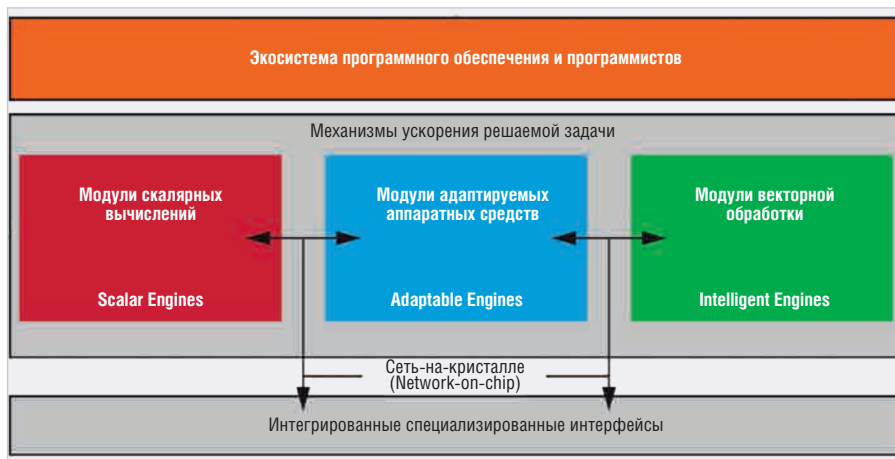 Экосистема программного обеспечения и программистов
Механизмы ускорения решаемой задачи
Модули скалярных
вычислений
Scalar Engines
Модули адаптируемых
аппаратных средств
Adaptable Engines
Модули векторной
обработки
Intelligent Engines
Сеть-на-кристалле
(Network-on-chip)
Интегрированные специализированные интерфейсы